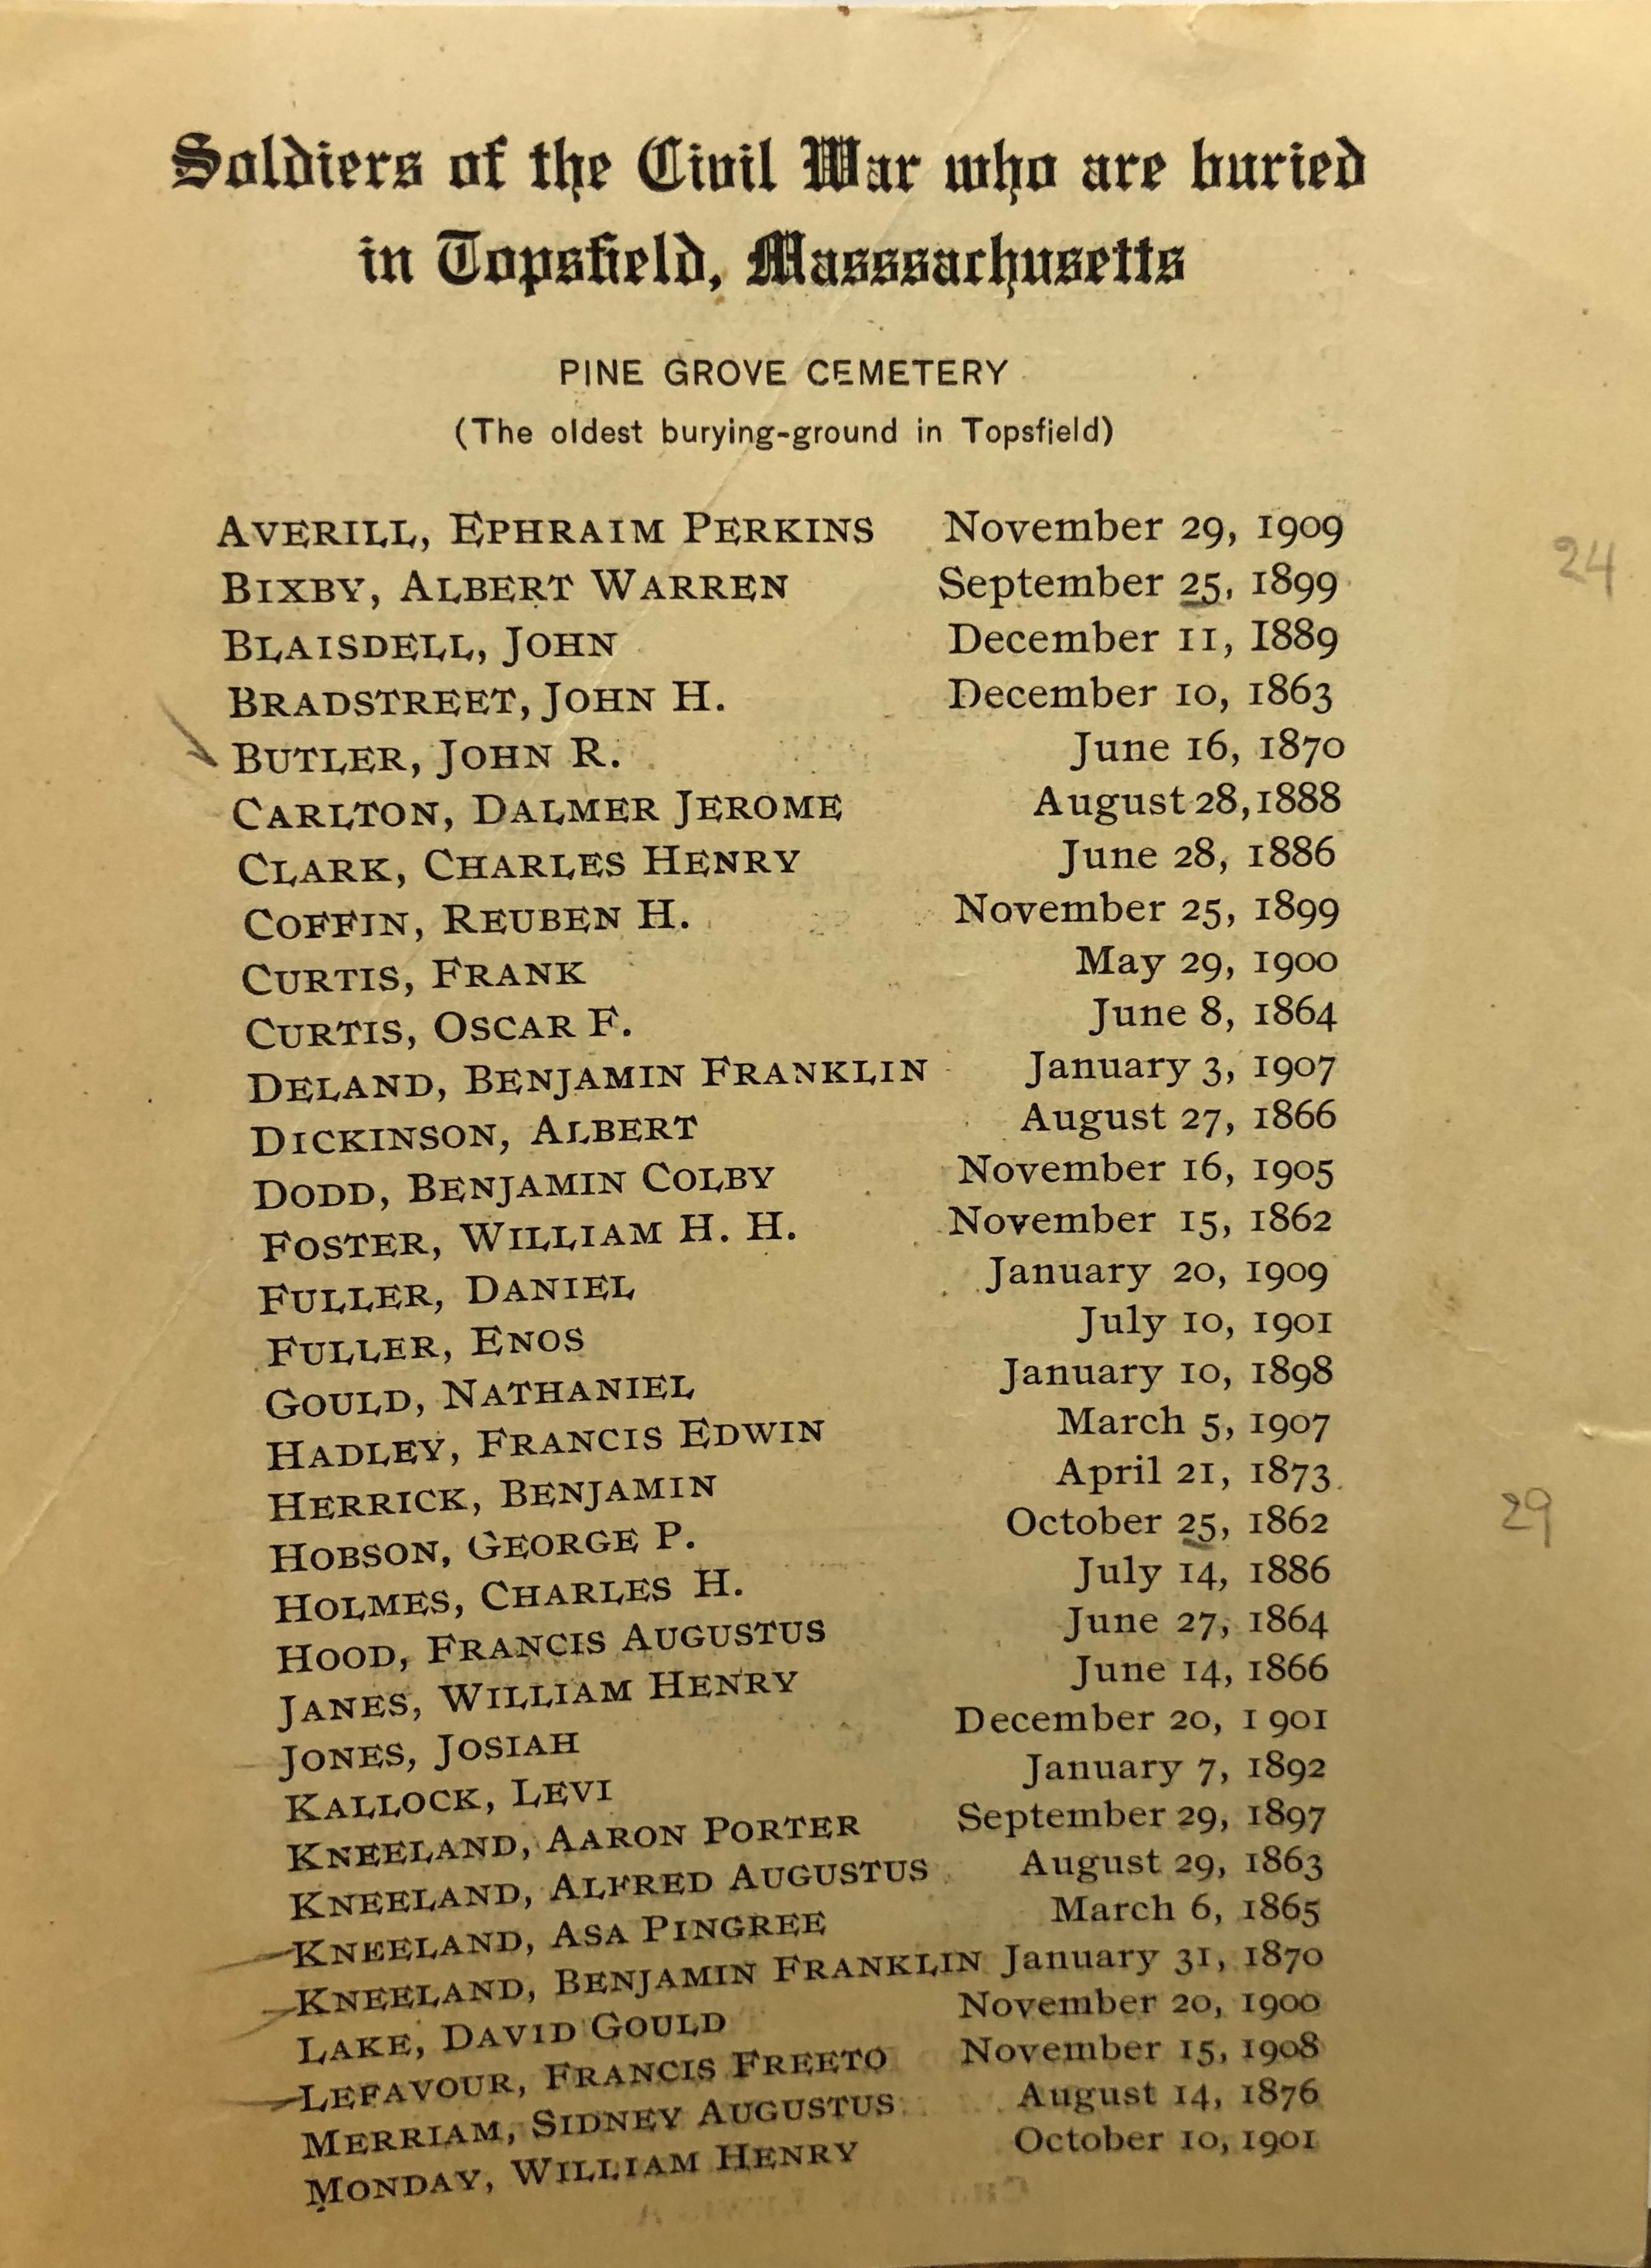 Soldiers of the Civil War who are buried
in Topsfield, Masssachusetts
PINE GROVE CEMETERY
(The oldest burying-ground in Topsfield)
AVERILL, EPHRAIM PERKINS November 29, 1909
24
BIXBY, ALBERT WARREN September 25, 1899
BLAISDELL, JOHN December 11, 1889
BRADSTREET, JOHN H. December 10, 1863
BUTLER, JOHN R. June 16, 1870
CARLTON, DALMER JEROME August 28, 1888
CLARK, CHARLES HENRY June 28, 1886
COFFIN, REUBEN H. November 25, 1899
CURTIS, FRANK May 29, 1900
CURTIS, OSCAR F. June 8, 1864
DELAND, BENJAMIN FRANKLIN January 3, 1907
DICKINSON, ALBERT August 27, 1866
DODD, BENJAMIN COLBY November 16, 1905
FOSTER, WILLIAM H. H. November 15, 1862
FULLER, DANIEL January 20, 1909
FULLER, ENOS July 10, 1901
GOULD, NATHANIEL January 10, 1898
HADLEY, FRANCIS EDWIN March 5, 1907
HERRICK, BENJAMIN April 21, 1873
HOBSON, GEORGE P. October 25, 1862
29
HOLMES, CHARLES H. July 14, 1886
HOOD, FRANCIS AUGUSTUS June 27, 1864
JANES, WILLIAM HENRY June 14, 1866
JONES, JOSIAH December 20, 1901
KALLOCK, LEVI January 7, 1892
KNEELAND, AARON PORTER September 29, 1897
KNEELAND, ALFRED AUGUSTUS August 29, 1863
KNEELAND, ASA PINGREE March 6, 1865
KNEELAND, BENJAMIN FRANKLIN January 31, 1870
LAKE, DAVID GOULD November 20, 1900
LEFAVOUR, FRANCIS FREETO November 15, 1908
MERRIAM, SIDNEY AUGUSTUS August 14, 1876
MONDAY, WILLIAM HENRY October 10, 1901